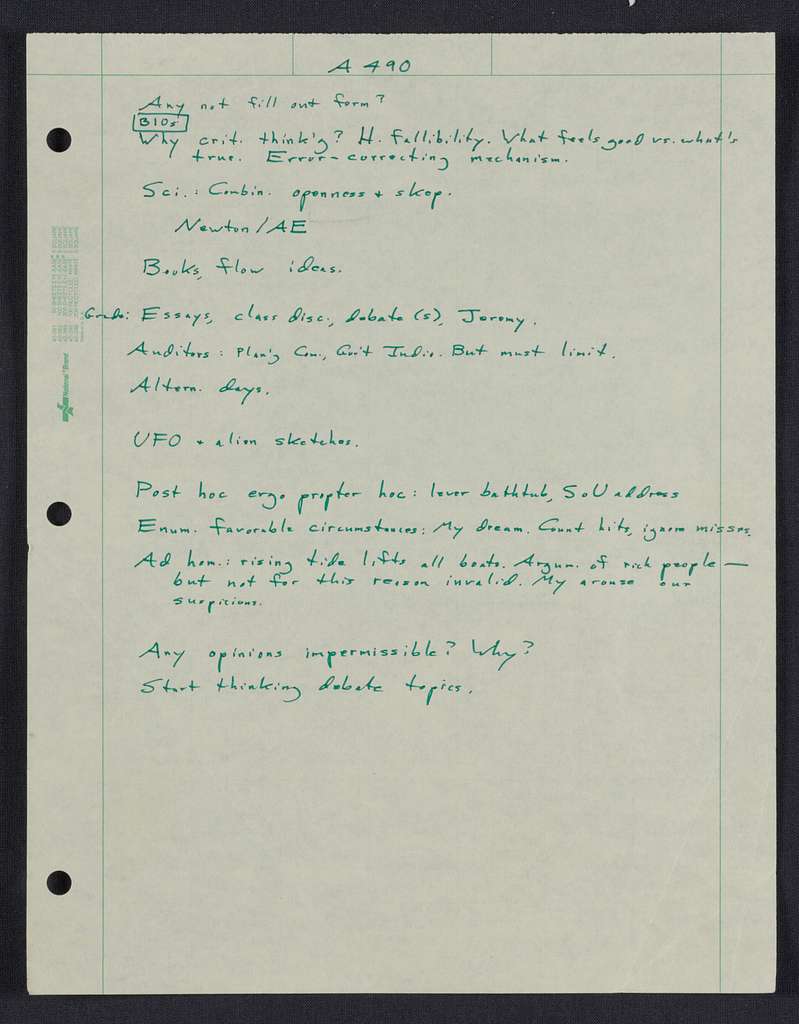 A 490
Any not fill out form?
BIOs
Why crit. think'g? H. fallibility. What feels good vs. what's
true. Error-correcting mechanism.
Sci.: Combin. openness + skep.
Newton/AE
Books, flow ideas.
Grade: Essays, class disc., debate(s), Jeremy.
Auditors: Plan'g Com., Gov't Indiv. But must limit.
Altern. days.
UFO + alien sketches.
Post hoc ergo propter hoc: lever bathtub, SoU address
Enum. favorable circumstances: My dream. Count hits, ignore misses.
Ad hom.: rising tide lifts all boats. Argum. of rich people —
but not for this reason invalid. My arouse our
suspicions.
Any opinions impermissible? Why?
Start thinking debate topics.
National Brand